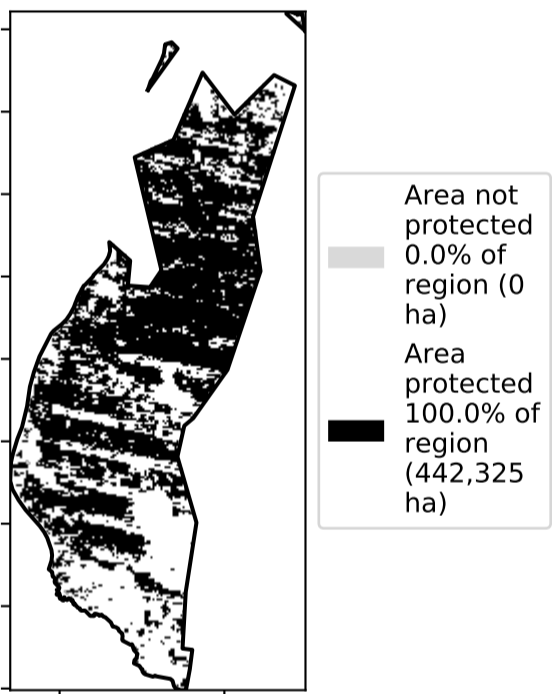 Area not
protected
0.0% of
region (0
ha)
Area
protected
100.0% of
region
(442,325
ha)